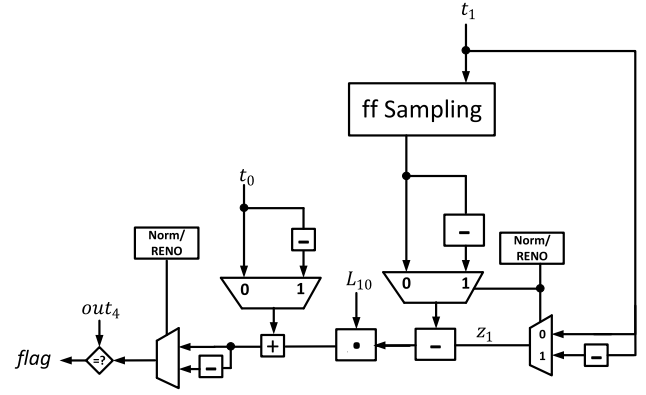 t₁
ff Sampling
t₀
–
–
Norm/
RENO
Norm/
RENO
0 1
0 1
L₁₀
out₄
0
z₁
+
·
–
1
–
–
flag
=?